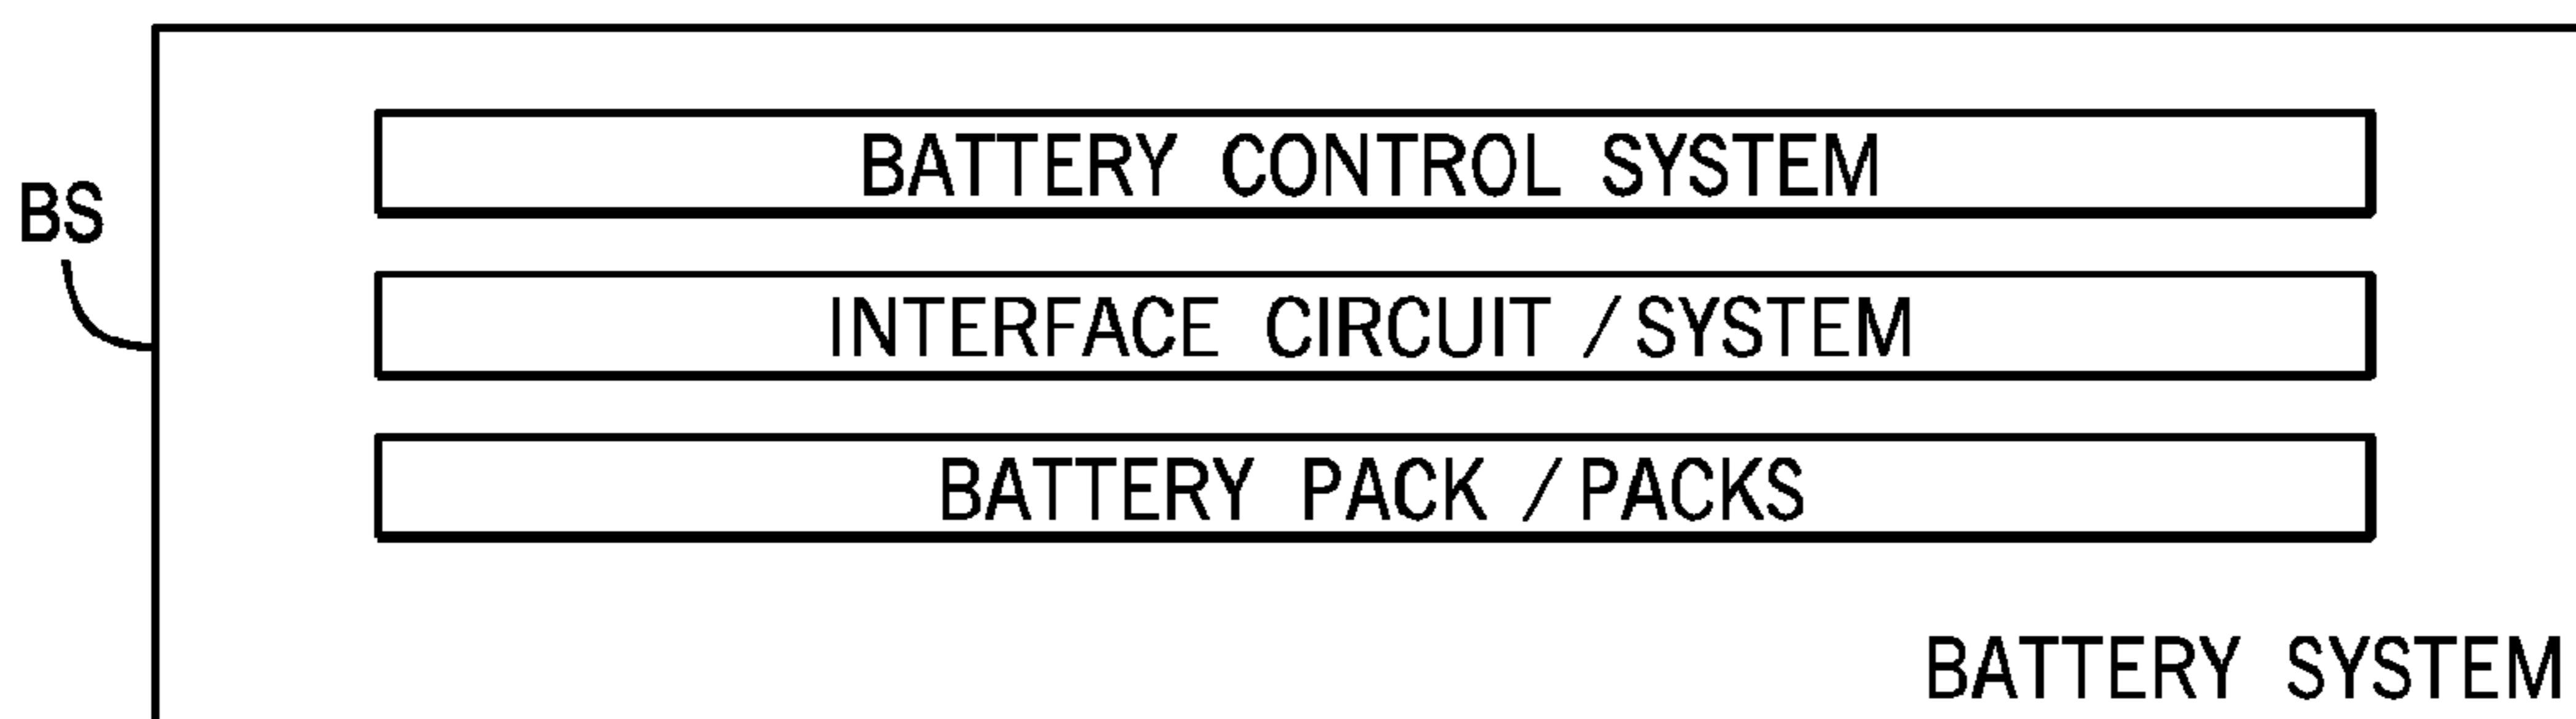 BATTERY CONTROL SYSTEM
BS
INTERFACE CIRCUIT / SYSTEM
BATTERY PACK / PACKS
BATTERY SYSTEM